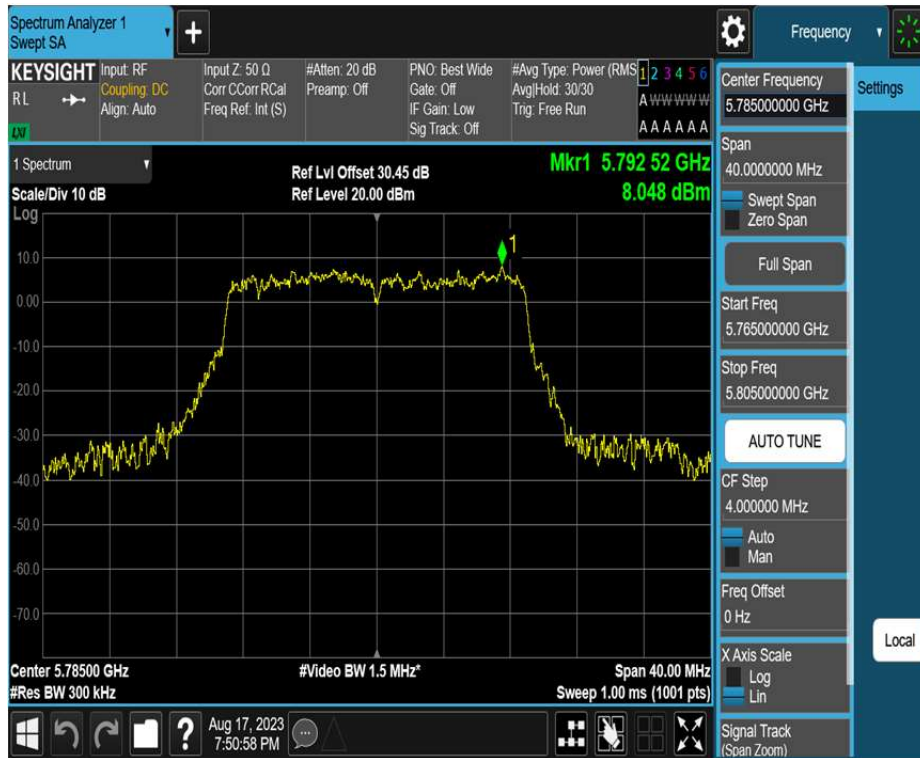 Spectrum Analyzer 1
Swept SA
+
Frequency
KEYSIGHT
R L
LXI
Input: RF
Coupling: DC
Align: Auto
Input Z: 50 Ω
Corr CCorr RCal
Freq Ref: Int (S)
#Atten: 20 dB
Preamp: Off
PNO: Best Wide
Gate: Off
IF Gain: Low
Sig Track: Off
#Avg Type: Power (RMS
Avg|Hold: 30/30
Trig: Free Run
1 2 3 4 5 6
A W W W W W
A A A A A A
1 Spectrum
Scale/Div 10 dB
Log
Ref Lvl Offset 30.45 dB
Ref Level 20.00 dBm
Mkr1 5.792 52 GHz
8.048 dBm
1
10.0
0.00
-10.0
-20.0
-30.0
-40.0
-50.0
-60.0
-70.0
Center 5.78500 GHz
#Video BW 1.5 MHz*
Span 40.00 MHz
#Res BW 300 kHz
Sweep 1.00 ms (1001 pts)
?
Aug 17, 2023
7:50:58 PM
Center Frequency
5.785000000 GHz
Settings
Span
40.0000000 MHz
Swept Span
Zero Span
Full Span
Start Freq
5.765000000 GHz
Stop Freq
5.805000000 GHz
AUTO TUNE
CF Step
4.000000 MHz
Auto
Man
Freq Offset
0 Hz
Local
X Axis Scale
Log
Lin
Signal Track
(Span Zoom)